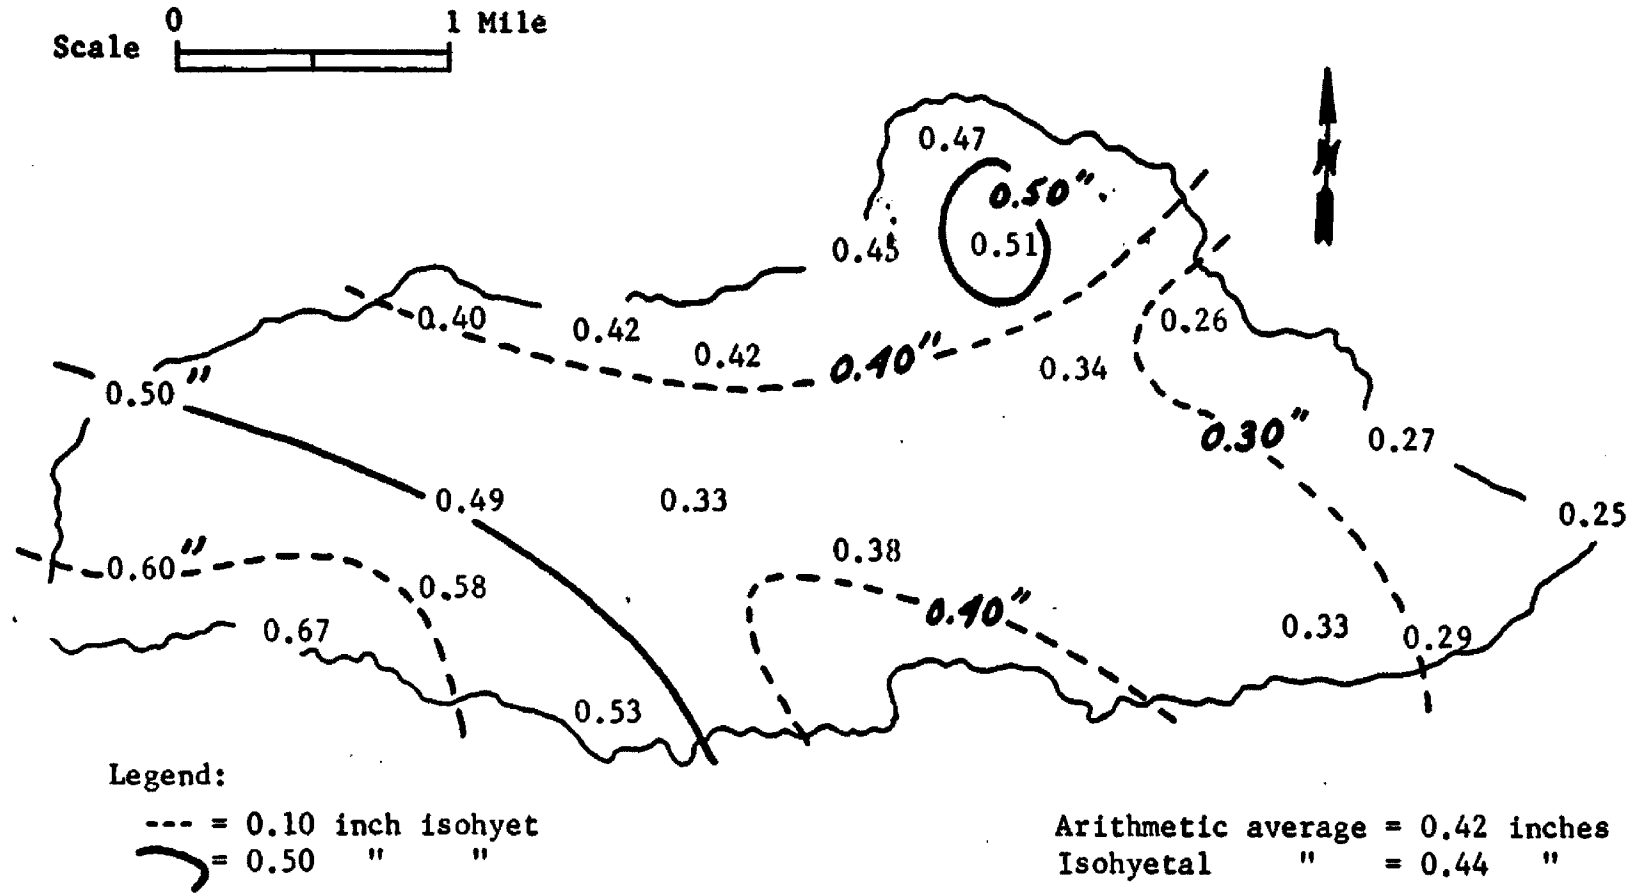 0 1 Mile
Scale
N
0.47
0.50"
0.45 0.51
0.40 0.42 0.26
0.42 0.40" 0.34
0.50"
0.30" 0.27
0.49 0.33 0.25
0.60" 0.58 0.38
0.40"
0.67 0.33 0.29
0.53
Legend:
--- = 0.10 inch isohyet
= 0.50 " "
Arithmetic average = 0.42 inches
Isohyetal " = 0.44 "